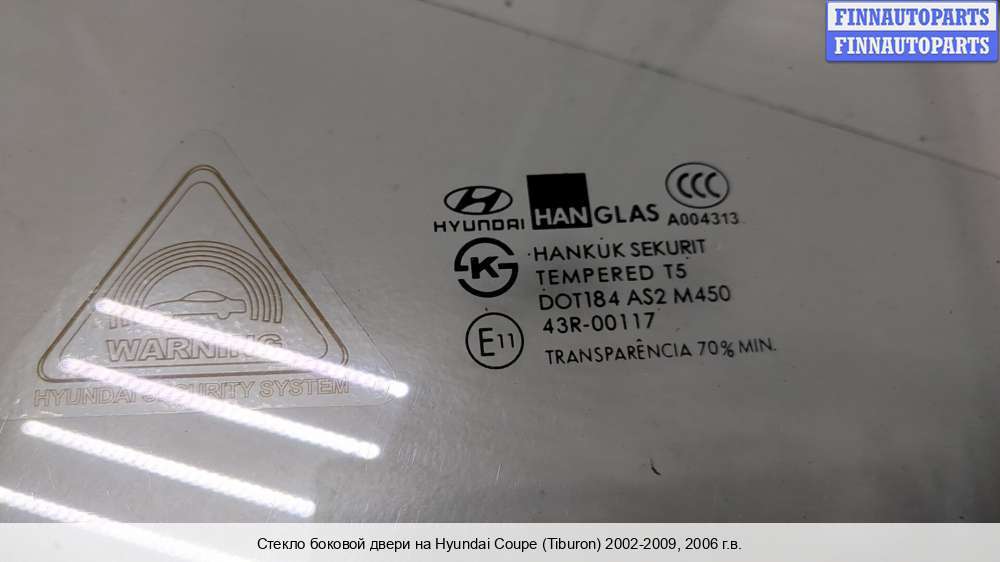 FINNAUTOPARTS
FINNAUTOPARTS
CCC
HYUNDAI
HANGLAS
A004313
HANKUK SEKURIT
TEMPERED T5
DOT184 AS2 M450
43R-00117
E11
TRANSPARÊNCIA 70% MIN.
WARNING
HYUNDAI SECURITY SYSTEM
Стекло боковой двери на Hyundai Coupe (Tiburon) 2002-2009, 2006 г.в.